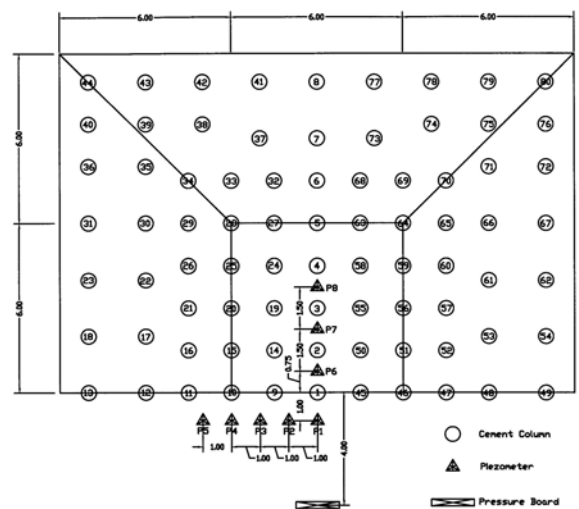 6.00 6.00 6.00
44 43 42 41 8 77 78 79 80
40 39 38 37 7 73 74 75 76
6.00
36 35 34 33 32 6 68 69 70 71 72
31 30 29 28 27 5 63 64 65 66 67
26 25 24 4 58 59 60
23 22 P8 61 62
6.00
21 20 19 3 55 56 57
1.50
18 17 P7 53 54
16 15 14 2 50 51 52
1.50
0.75 P6
13 12 11 10 9 1 45 46 47 48 49
1.00
P5 P4 P3 P2 P1
1.00 1.00 1.00 1.00
4.00
Cement Column
Piezometer
Pressure Board